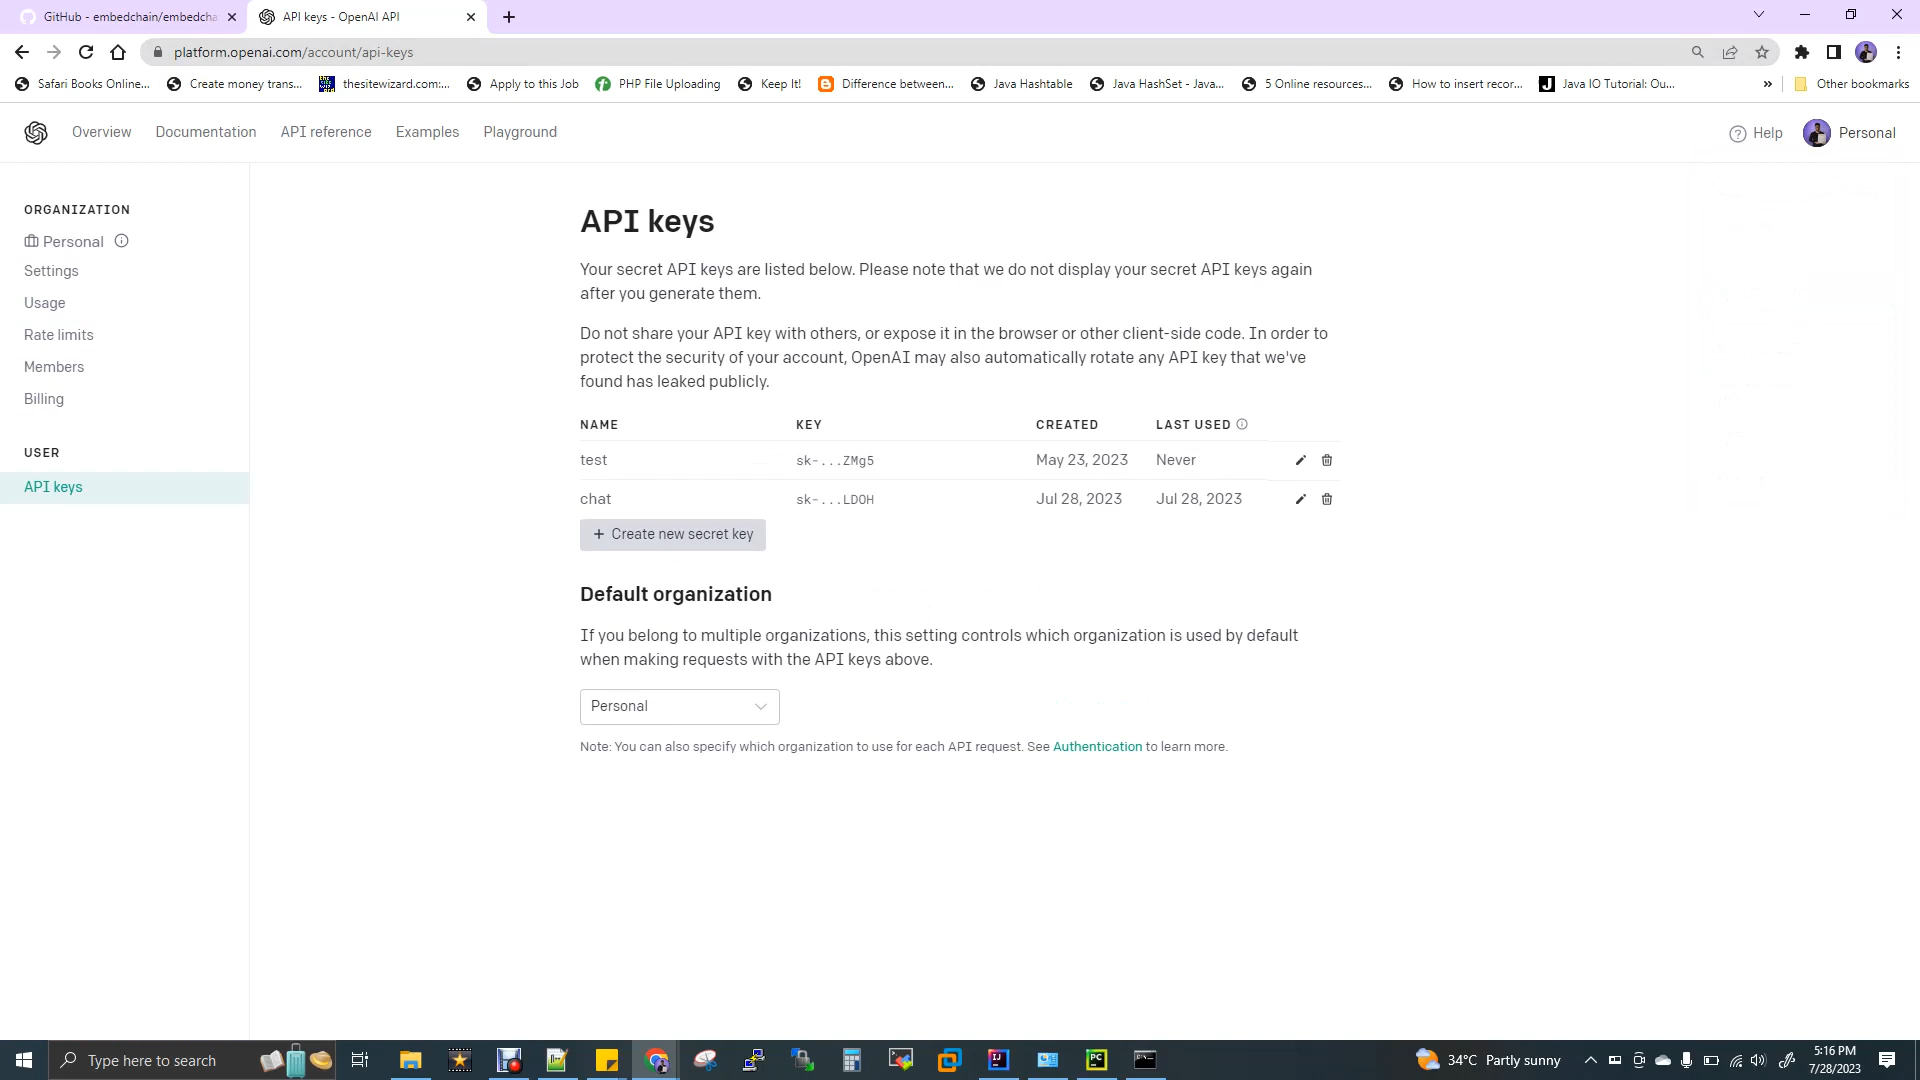 GitHub - embedchain/embedcha
API keys - OpenAI API
platform.openai.com/account/api-keys
Safari Books Online...
Create money trans...
thesitewizard.com:...
Apply to this Job
PHP File Uploading
Keep It!
Difference between...
Java Hashtable
Java HashSet - Java...
5 Online resources...
How to insert recor...
Java IO Tutorial: Ou...
»
Other bookmarks
Overview
Documentation
API reference
Examples
Playground
Help
Personal
ORGANIZATION
Personal
Settings
Usage
Rate limits
Members
Billing
USER
API keys
API keys
Your secret API keys are listed below. Please note that we do not display your secret API keys again
after you generate them.
Do not share your API key with others, or expose it in the browser or other client-side code. In order to
protect the security of your account, OpenAI may also automatically rotate any API key that we've
found has leaked publicly.
NAME KEY CREATED LAST USED
test sk-...ZMg5 May 23, 2023 Never
chat sk-...LDOH Jul 28, 2023 Jul 28, 2023
+ Create new secret key
Default organization
If you belong to multiple organizations, this setting controls which organization is used by default
when making requests with the API keys above.
Personal
Note: You can also specify which organization to use for each API request. See Authentication to learn more.
Type here to search
34°C Partly sunny
5:16 PM
7/28/2023